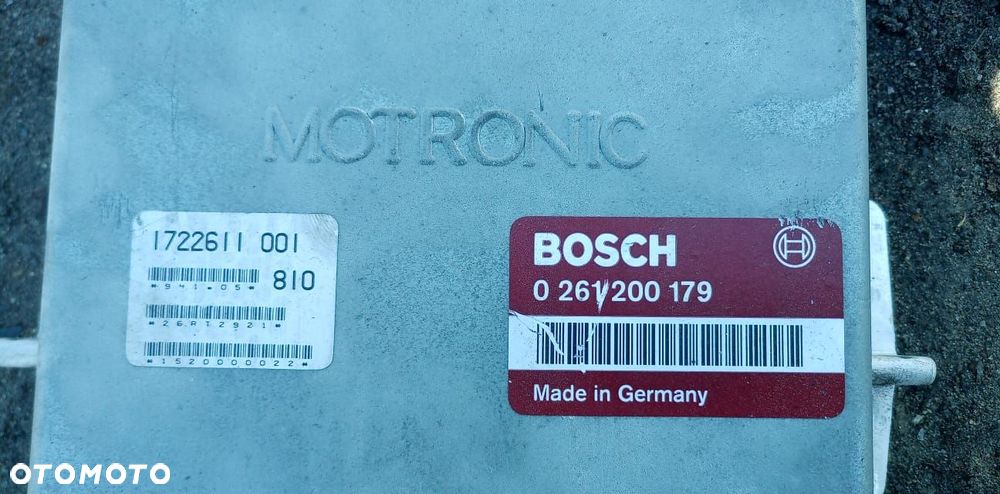 MOTRONIC
1722611 001
810
*941.05*
*26RT2921*
*1520000022*
BOSCH
0 261 200 179
Made in Germany
OTOMOTO